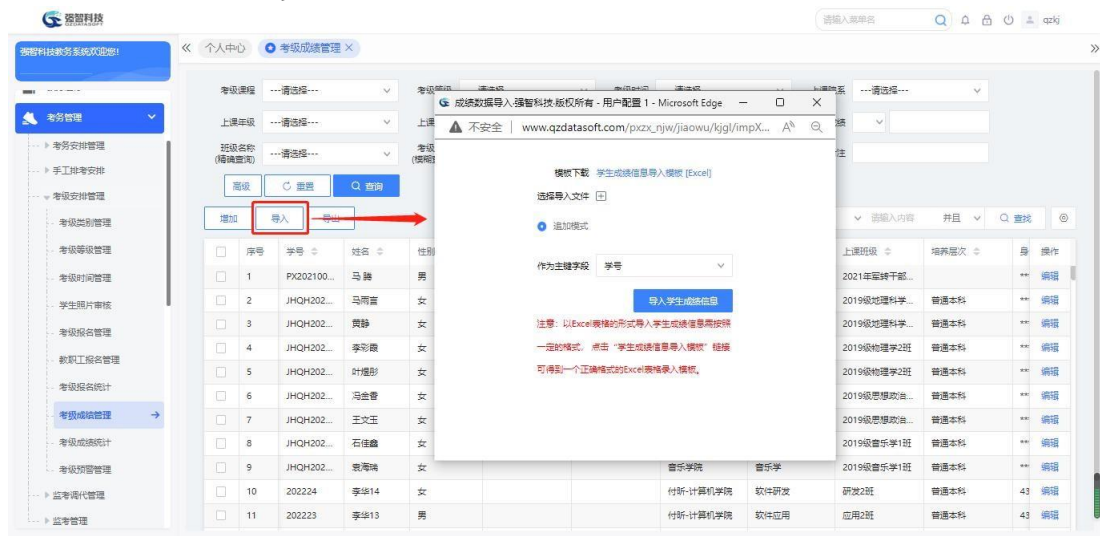 强智科技
请输入菜单名
qzkj
强智科技教务系统欢迎您!
个人中心
考级成绩管理
考务管理
考务安排管理
手工排考安排
考级安排管理
考级类别管理
考级等级管理
考级时间管理
学生照片审核
考级报名管理
教职工报名管理
考级报名统计
考级成绩管理
考级成绩统计
考级预警管理
监考调代管理
监考管理
考级课程 ---请选择---
---请选择---
上课年级 ---请选择---
班级名称 ---请选择---
(精确查询)
高级 重置 查询
增加 导入 导出
请输入内容 并且 查找
成绩数据导入-强智科技-版权所有 - 用户配置 1 - Microsoft Edge
不安全 www.qzdatasoft.com/pxzx_njw/jiaowu/kjgl/impX...
模板下载 学生成绩信息导入模板 [Excel]
选择导入文件
追加模式
作为主键字段 学号
导入学生成绩信息
注意:以Excel表格的形式导入学生成绩信息需按照
一定的格式, 点击“学生成绩信息导入模板”链接
可得到一个正确格式的Excel表格录入模板。
序号 学号 姓名 性别 上课班级 培养层次 身 操作
1 PX202100... 马腾 男 2021年军转干部... 编辑
2 JHQH202... 马雨言 女 2019级地理科学... 普通本科 编辑
3 JHQH202... 黄静 女 2019级地理科学... 普通本科 编辑
4 JHQH202... 李彩霞 女 2019级物理学2班 普通本科 编辑
5 JHQH202... 叶煜彤 女 2019级物理学2班 普通本科 编辑
6 JHQH202... 冯金香 女 2019级思想政治... 普通本科 编辑
7 JHQH202... 王文玉 女 2019级思想政治... 普通本科 编辑
8 JHQH202... 石佳鑫 女 2019级音乐学1班 普通本科 编辑
9 JHQH202... 袁海瑞 女 音乐学院 音乐学 2019级音乐学1班 普通本科 编辑
10 202224 李华14 女 付昕-计算机学院 软件研发 研发2班 普通本科 43 编辑
11 202223 李华13 男 付昕-计算机学院 软件应用 应用2班 普通本科 43 编辑